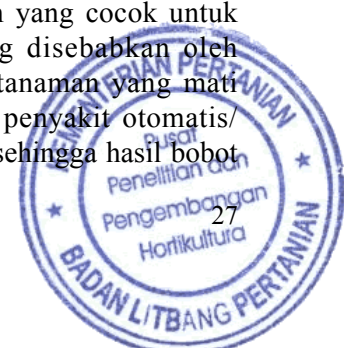 n yang cocok untuk
g disebabkan oleh
tanaman yang mati
penyakit otomatis/
sehingga hasil bobot
27
KEMENTERIAN PERTANIAN
Pusat
Penelitian dan
Pengembangan
Hortikultura
BADAN LITBANG PERTANIAN